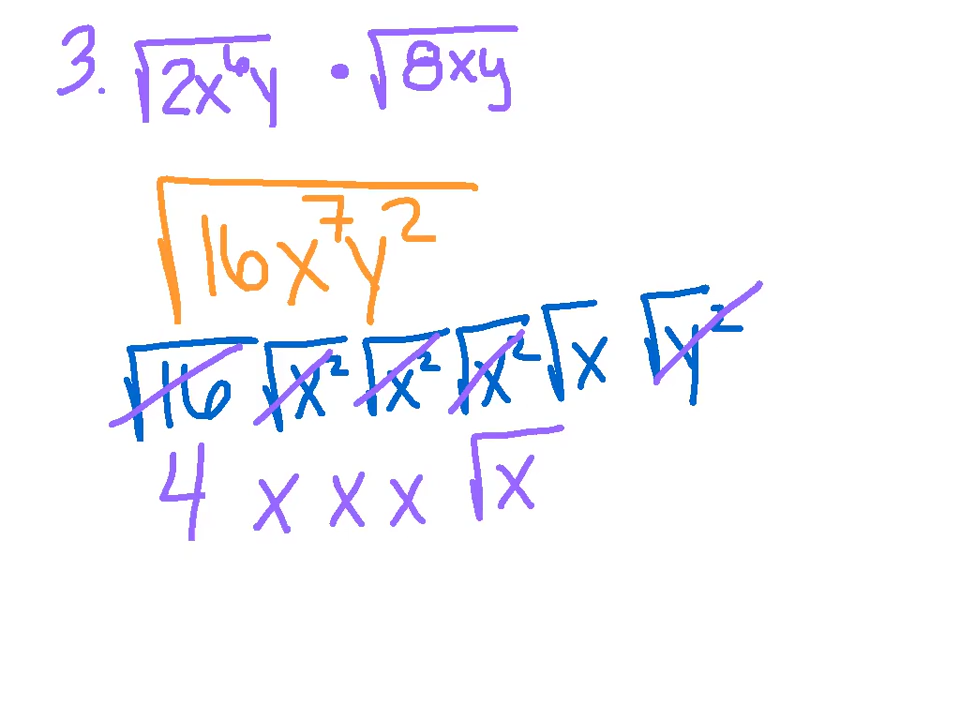 3. √(2x⁶y) • √(8xy)
√(16x⁷y²)
√16 √x² √x² √x² √x √y²
4 x x x √x